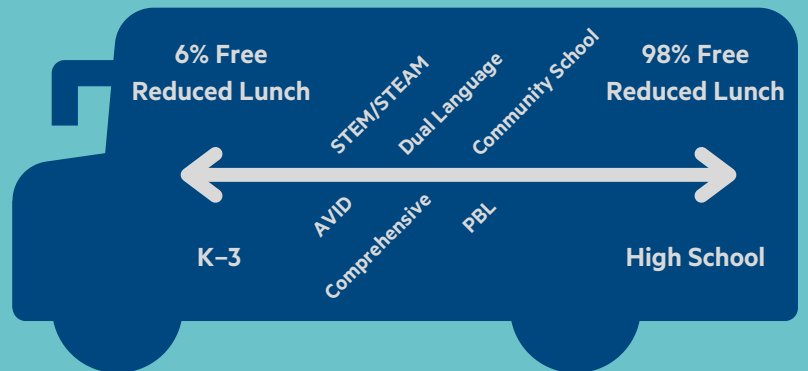 6% Free
Reduced Lunch
STEM/STEAM
Dual Language
Community School
98% Free
Reduced Lunch
AVID
Comprehensive
PBL
K–3
High School